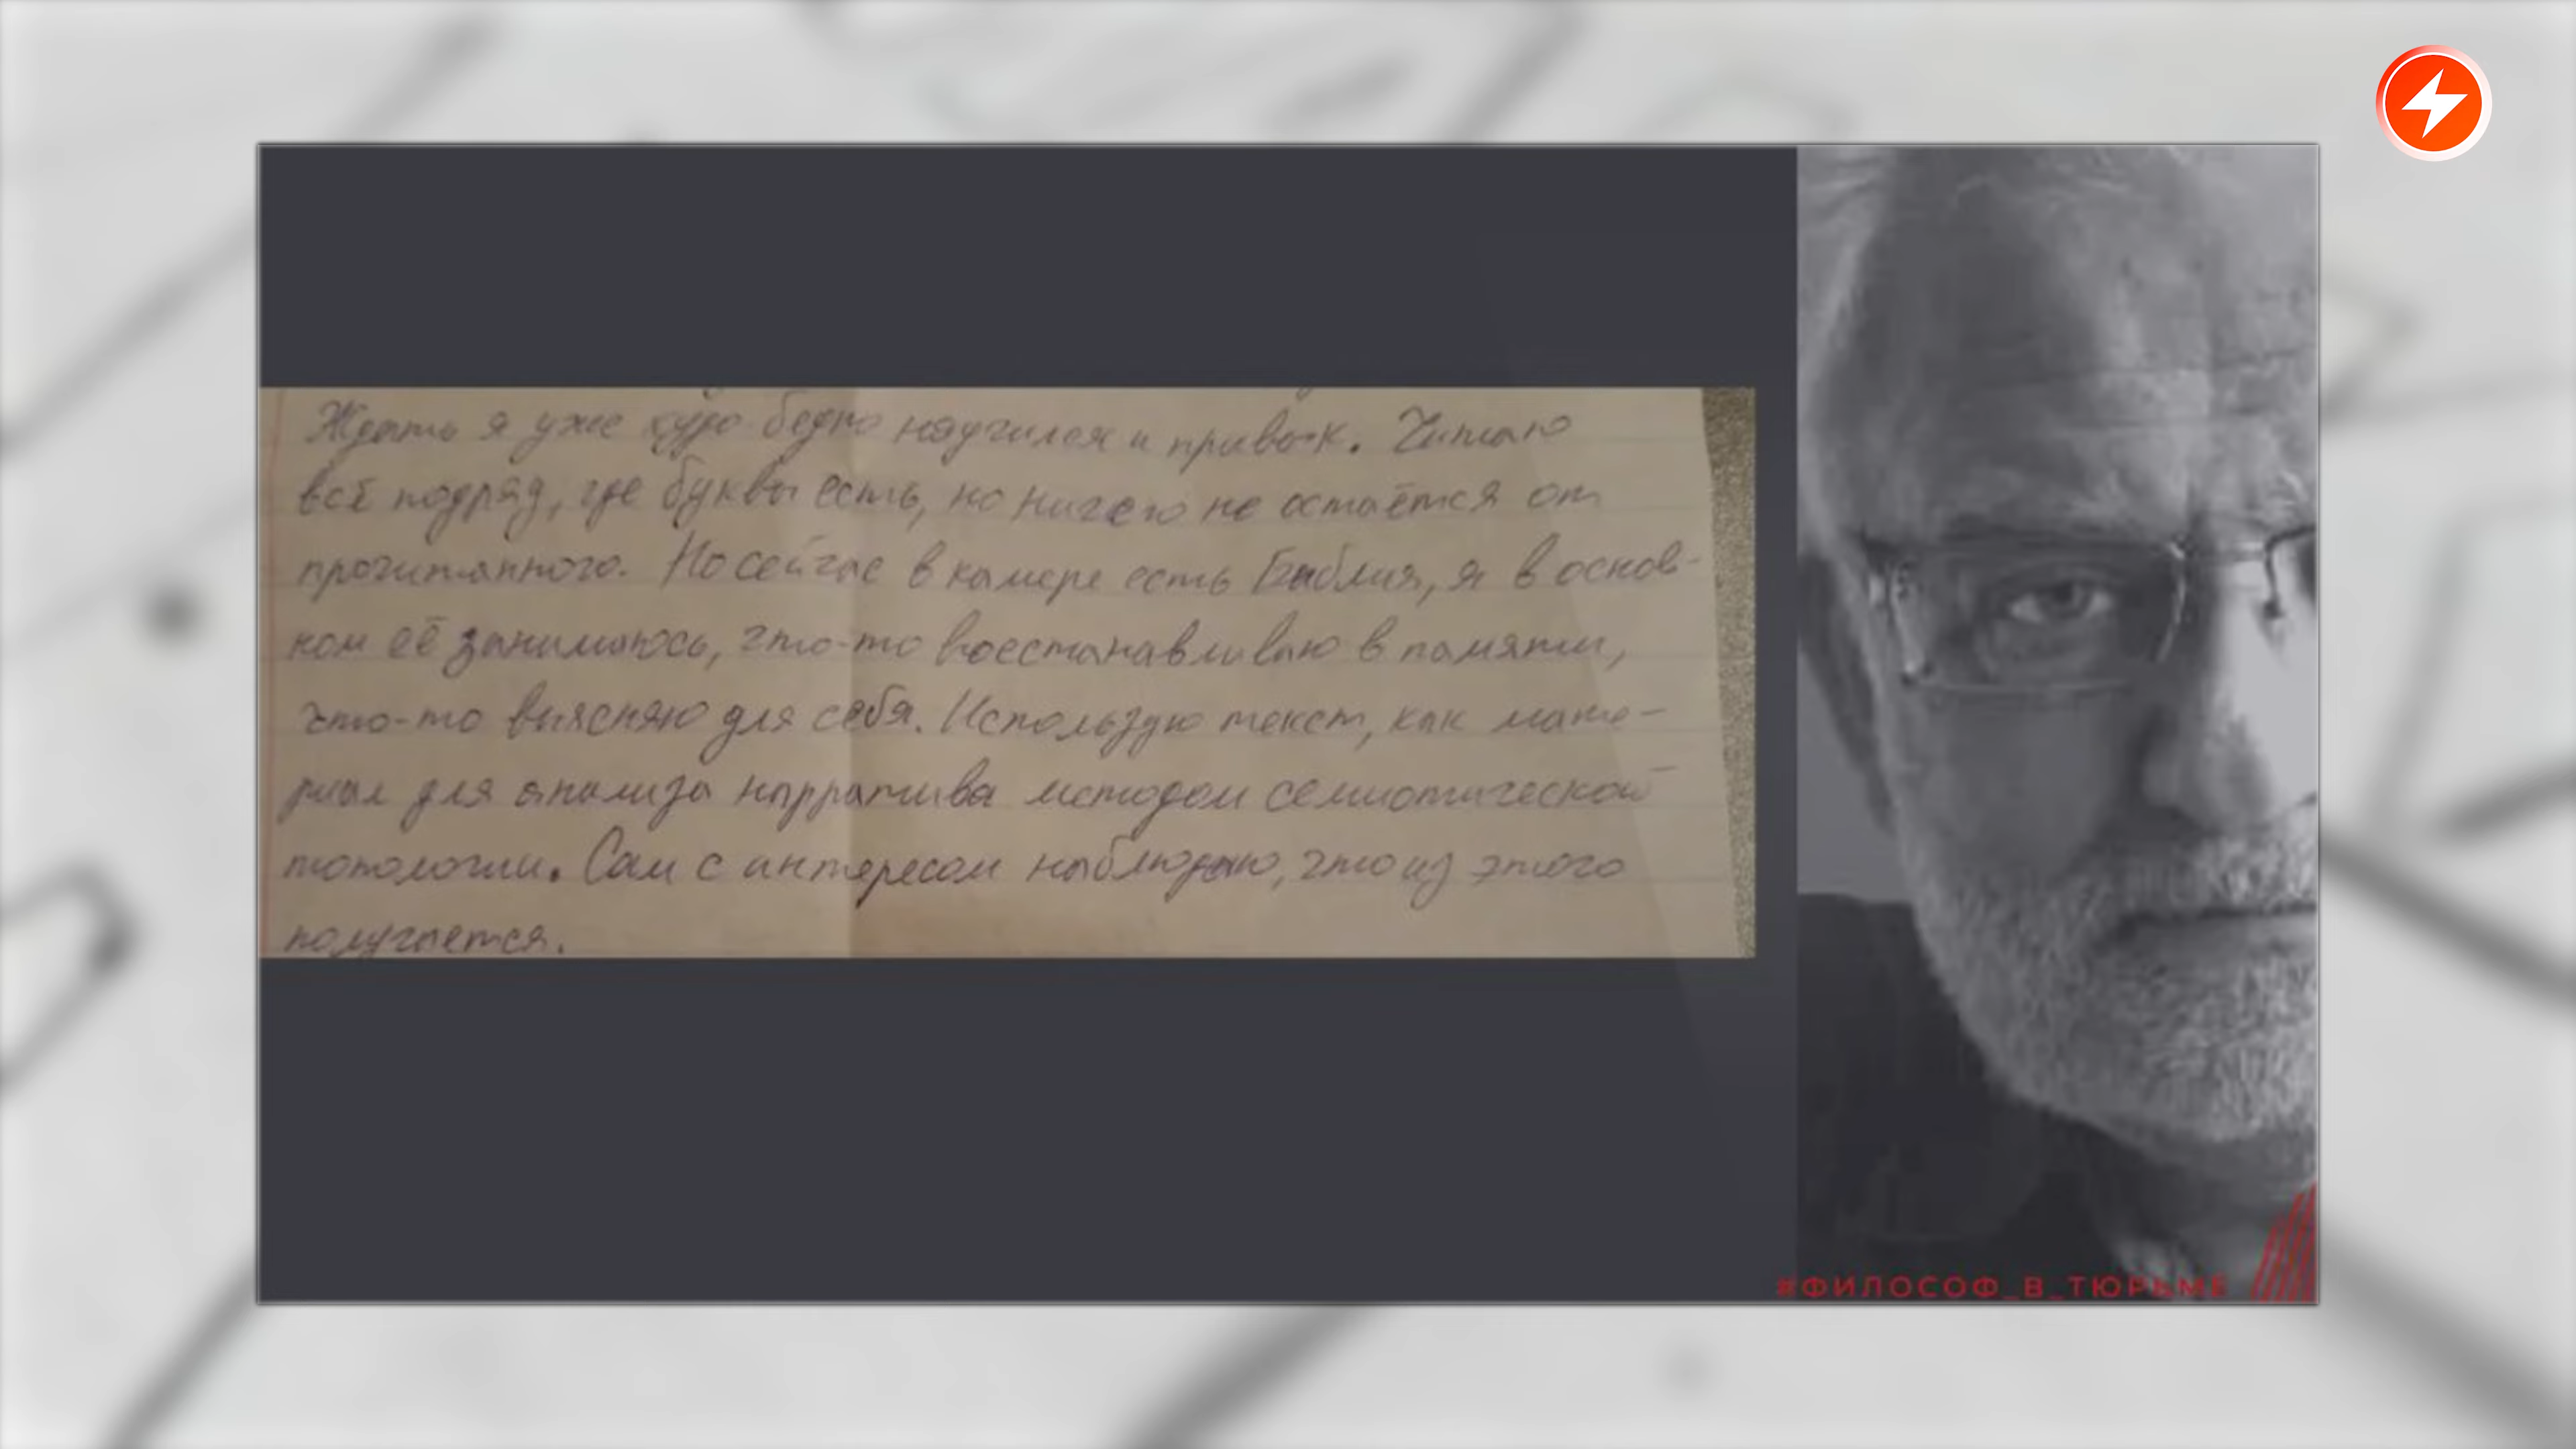 Ждать я уже худо бедно научился и привык. Читаю
всё подряд, где буквы есть, но ничего не остаётся от
прочитанного. Но сейчас в камере есть Библия, я в основ-
ном ей занимаюсь, что-то восстанавливаю в памяти,
что-то выясняю для себя. Использую текст, как мате-
риал для анализа нарратива методом семиотической
топологии. Сам с интересом наблюдаю, что из этого
получается.
#ФИЛОСОФ_В_ТЮРЬМЕ